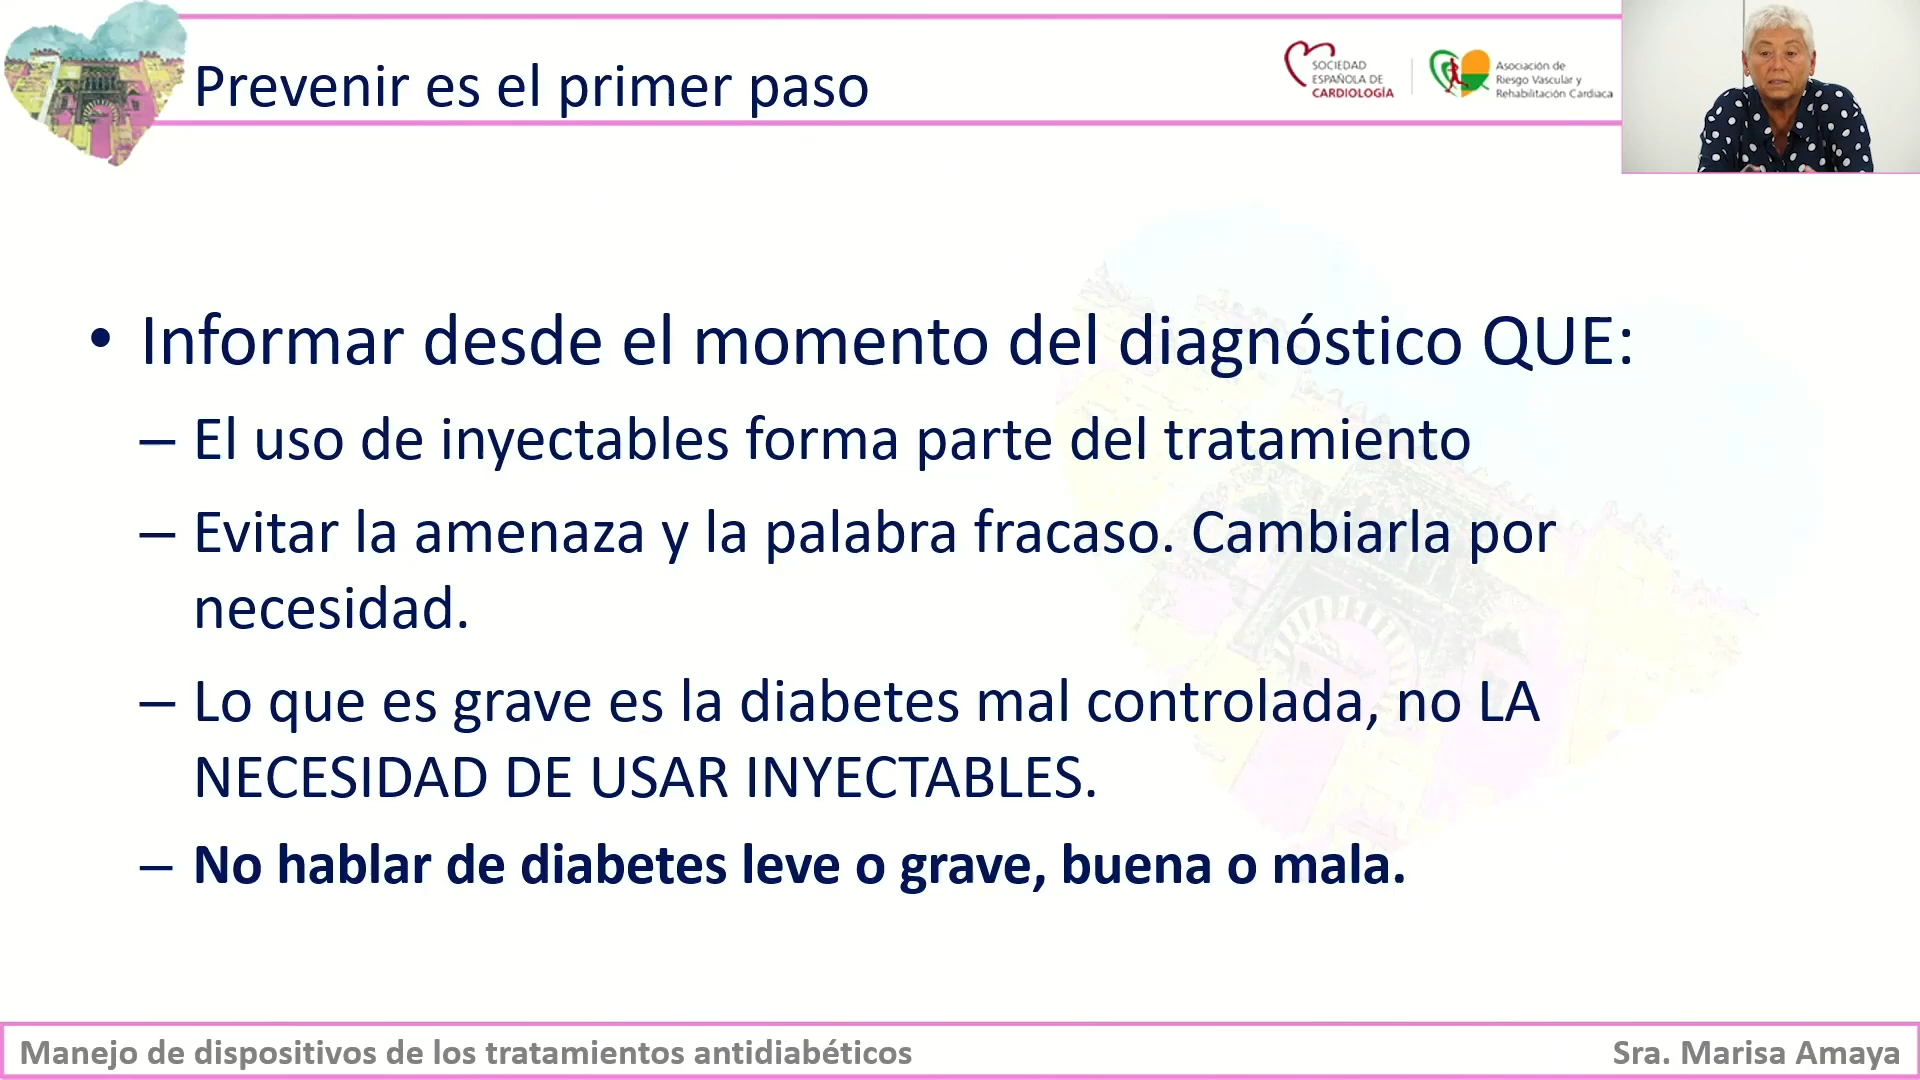 Prevenir es el primer paso
SOCIEDAD
ESPAÑOLA DE
CARDIOLOGÍA
Asociación de
Riesgo Vascular y
Rehabilitación Cardiaca
• Informar desde el momento del diagnóstico QUE:
– El uso de inyectables forma parte del tratamiento
– Evitar la amenaza y la palabra fracaso. Cambiarla por
necesidad.
– Lo que es grave es la diabetes mal controlada, no LA
NECESIDAD DE USAR INYECTABLES.
– No hablar de diabetes leve o grave, buena o mala.
Manejo de dispositivos de los tratamientos antidiabéticos
Sra. Marisa Amaya